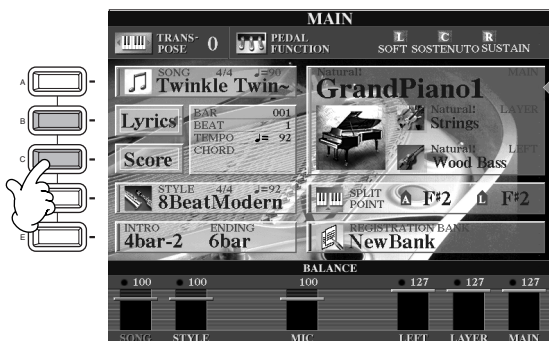 MAIN
TRANS-
POSE 0
PEDAL
FUNCTION
L C R
SOFT SOSTENUTO SUSTAIN
SONG 4/4 ♩=90
Twinkle Twin~
Natural! MAIN
GrandPiano1
A
B
C
E
Lyrics
BAR 001
BEAT 1
TEMPO ♩= 92
CHORD
Score
Natural! LAYER
Strings
Natural! LEFT
Wood Bass
STYLE 4/4 ♩=92
8BeatModern
SPLIT
POINT A F#2 L F#2
INTRO ENDING
4bar-2 6bar
REGISTRATION BANK
NewBank
BALANCE
100 100 100 127 127 127
SONG STYLE MIC LEFT LAYER MAIN